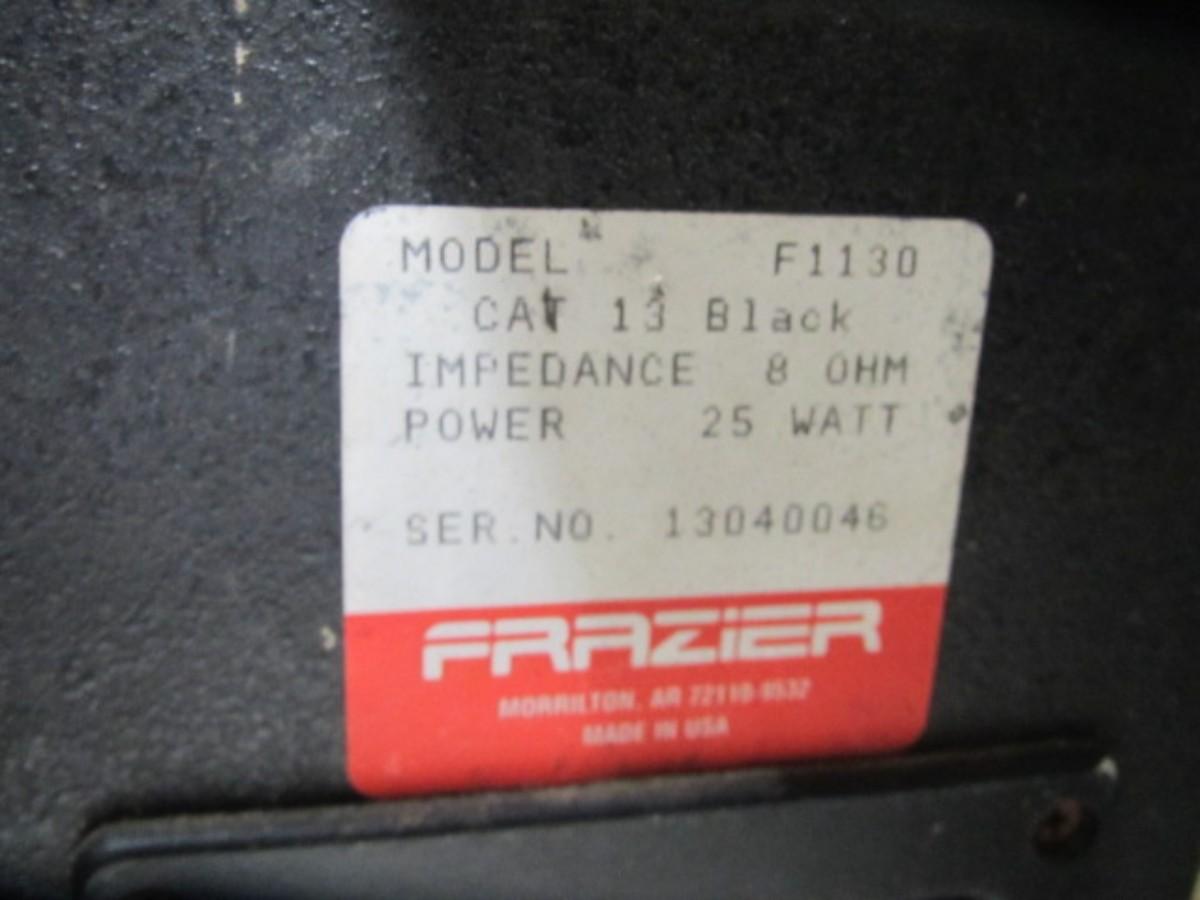 MODEL F1130
CAT 13 Black
IMPEDANCE 8 OHM
POWER 25 WATT
SER.NO. 13040046
FRAZIER
MORRILTON, AR 72110-9532
MADE IN USA